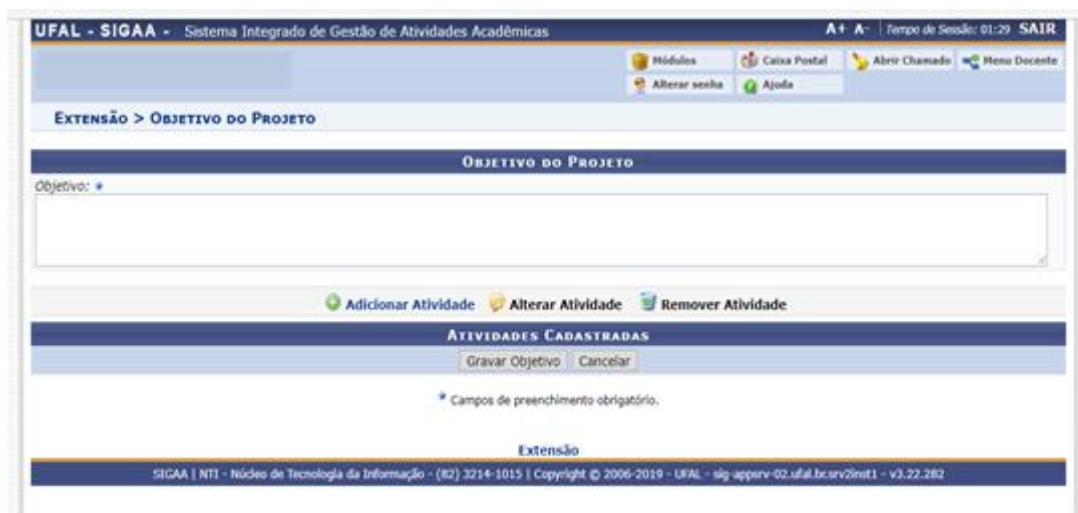 UFAL - SIGAA - Sistema Integrado de Gestão de Atividades Acadêmicas A+ A- | Tempo de Sessão: 01:29 SAIR
Módulos Caixa Postal Abrir Chamado Menu Docente
Alterar senha Ajuda
EXTENSÃO > OBJETIVO DO PROJETO
OBJETIVO DO PROJETO
Objetivo: *
Adicionar Atividade Alterar Atividade Remover Atividade
ATIVIDADES CADASTRADAS
Gravar Objetivo Cancelar
* Campos de preenchimento obrigatório.
Extensão
SIGAA | NTI - Núcleo de Tecnologia da Informação - (82) 3214-1015 | Copyright © 2006-2019 - UFAL - sig-appsrv-02.ufal.br.srv2inst1 - v3.22.282